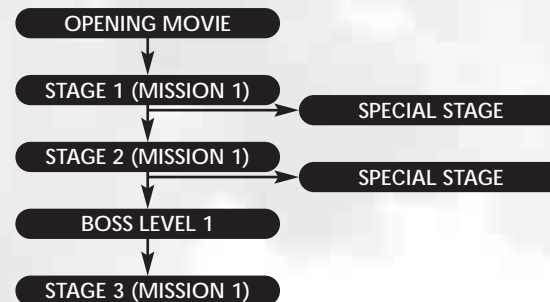 OPENING MOVIE
STAGE 1 (MISSION 1)
SPECIAL STAGE
STAGE 2 (MISSION 1)
SPECIAL STAGE
BOSS LEVEL 1
STAGE 3 (MISSION 1)